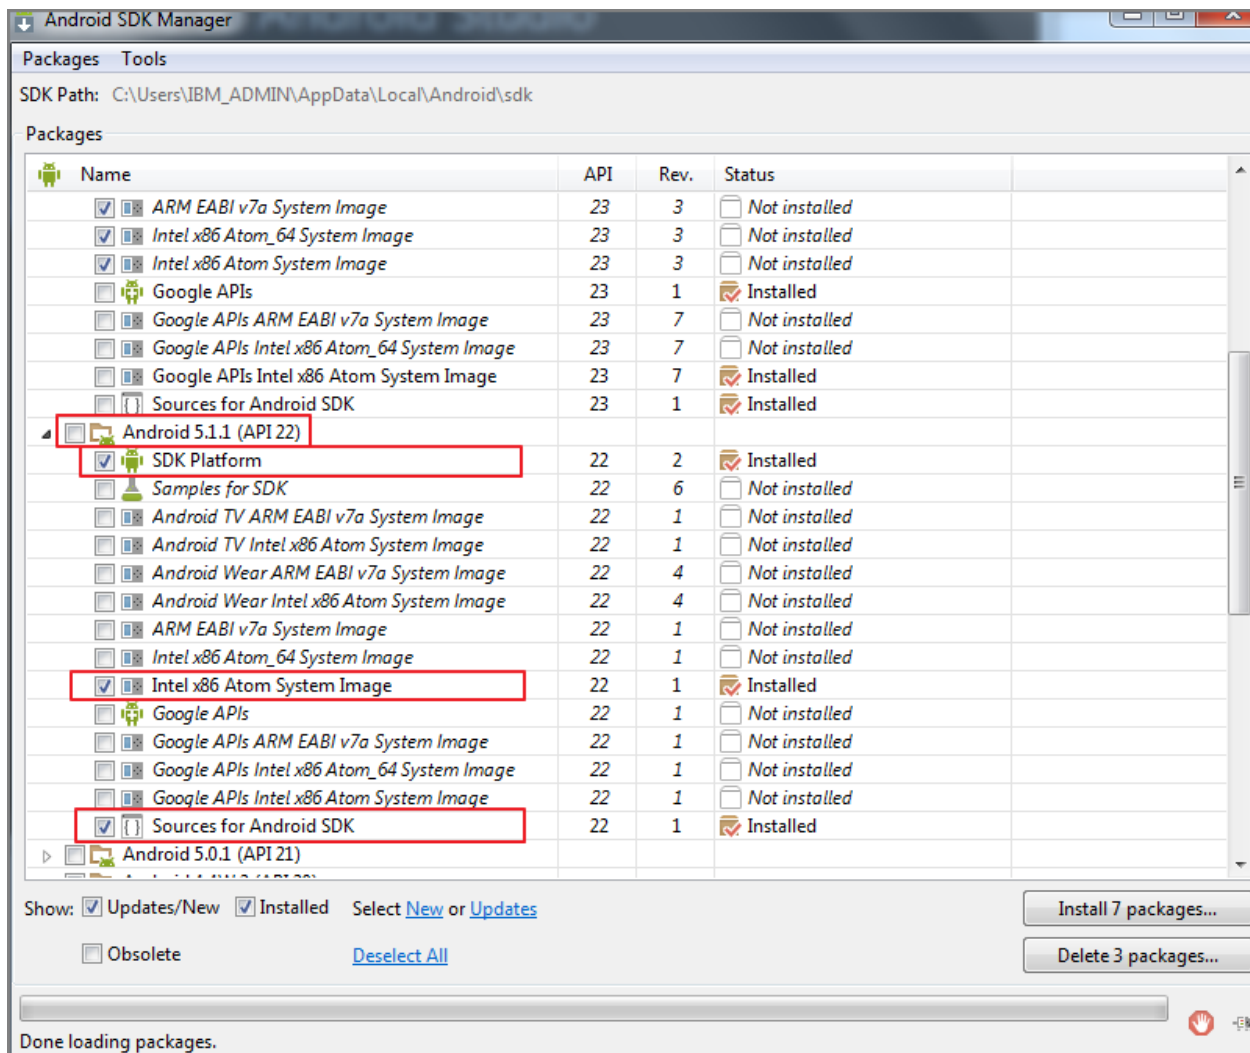 Android SDK Manager
Packages Tools
SDK Path: C:\Users\IBM_ADMIN\AppData\Local\Android\sdk
Packages
Name API Rev. Status
ARM EABI v7a System Image 23 3 Not installed
Intel x86 Atom_64 System Image 23 3 Not installed
Intel x86 Atom System Image 23 3 Not installed
Google APIs 23 1 Installed
Google APIs ARM EABI v7a System Image 23 7 Not installed
Google APIs Intel x86 Atom_64 System Image 23 7 Not installed
Google APIs Intel x86 Atom System Image 23 7 Installed
Sources for Android SDK 23 1 Installed
Android 5.1.1 (API 22)
SDK Platform 22 2 Installed
Samples for SDK 22 6 Not installed
Android TV ARM EABI v7a System Image 22 1 Not installed
Android TV Intel x86 Atom System Image 22 1 Not installed
Android Wear ARM EABI v7a System Image 22 4 Not installed
Android Wear Intel x86 Atom System Image 22 4 Not installed
ARM EABI v7a System Image 22 1 Not installed
Intel x86 Atom_64 System Image 22 1 Not installed
Intel x86 Atom System Image 22 1 Installed
Google APIs 22 1 Not installed
Google APIs ARM EABI v7a System Image 22 1 Not installed
Google APIs Intel x86 Atom_64 System Image 22 1 Not installed
Google APIs Intel x86 Atom System Image 22 1 Not installed
Sources for Android SDK 22 1 Installed
Android 5.0.1 (API 21)
Show: Updates/New Installed Select New or Updates Install 7 packages...
Obsolete Deselect All Delete 3 packages...
Done loading packages.